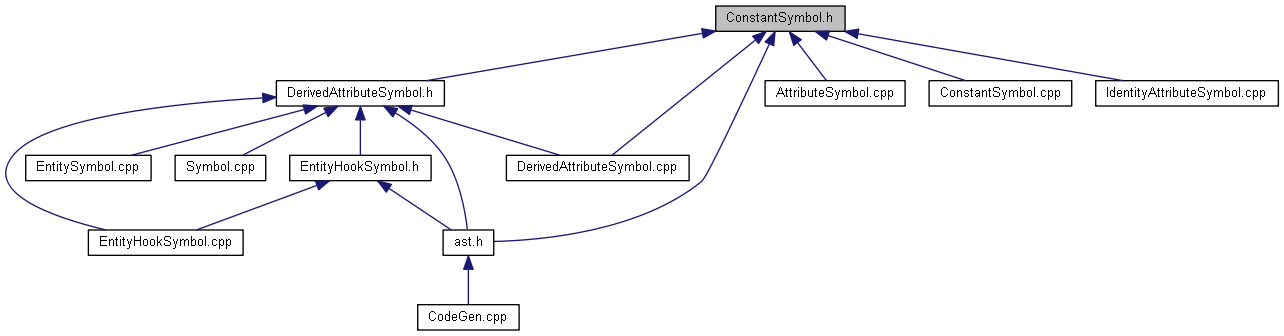 ConstantSymbol.h
DerivedAttributeSymbol.h
AttributeSymbol.cpp
ConstantSymbol.cpp
IdentityAttributeSymbol.cpp
EntitySymbol.cpp
Symbol.cpp
EntityHookSymbol.h
DerivedAttributeSymbol.cpp
EntityHookSymbol.cpp
ast.h
CodeGen.cpp